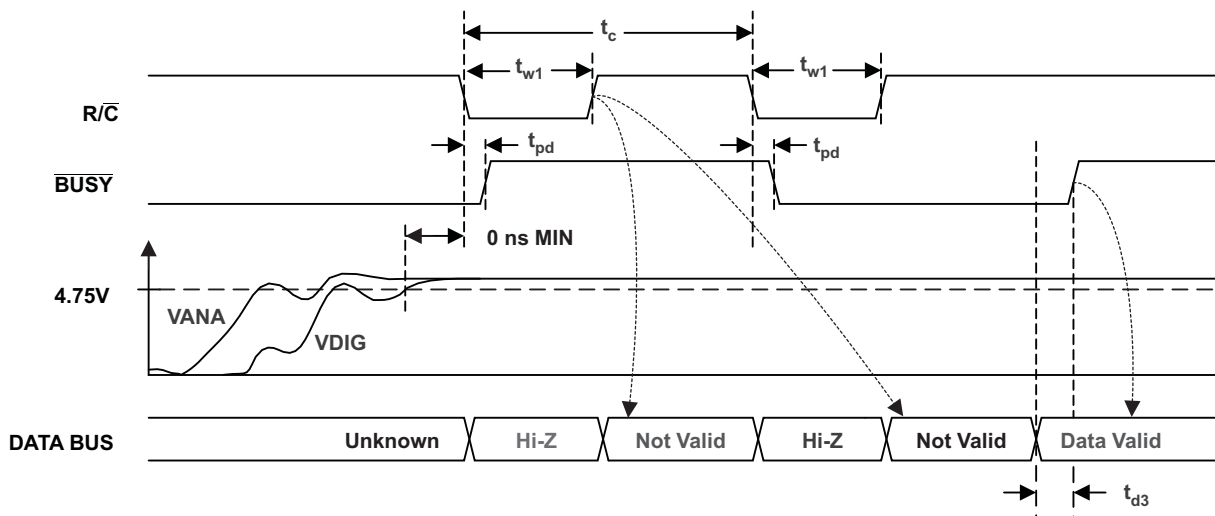 t_c
t_w1
t_w1
R/C̅
t_pd
t_pd
B̅U̅S̅Y̅
0 ns MIN
4.75V
VANA
VDIG
DATA BUS
Unknown
Hi-Z
Not Valid
Hi-Z
Not Valid
Data Valid
t_d3